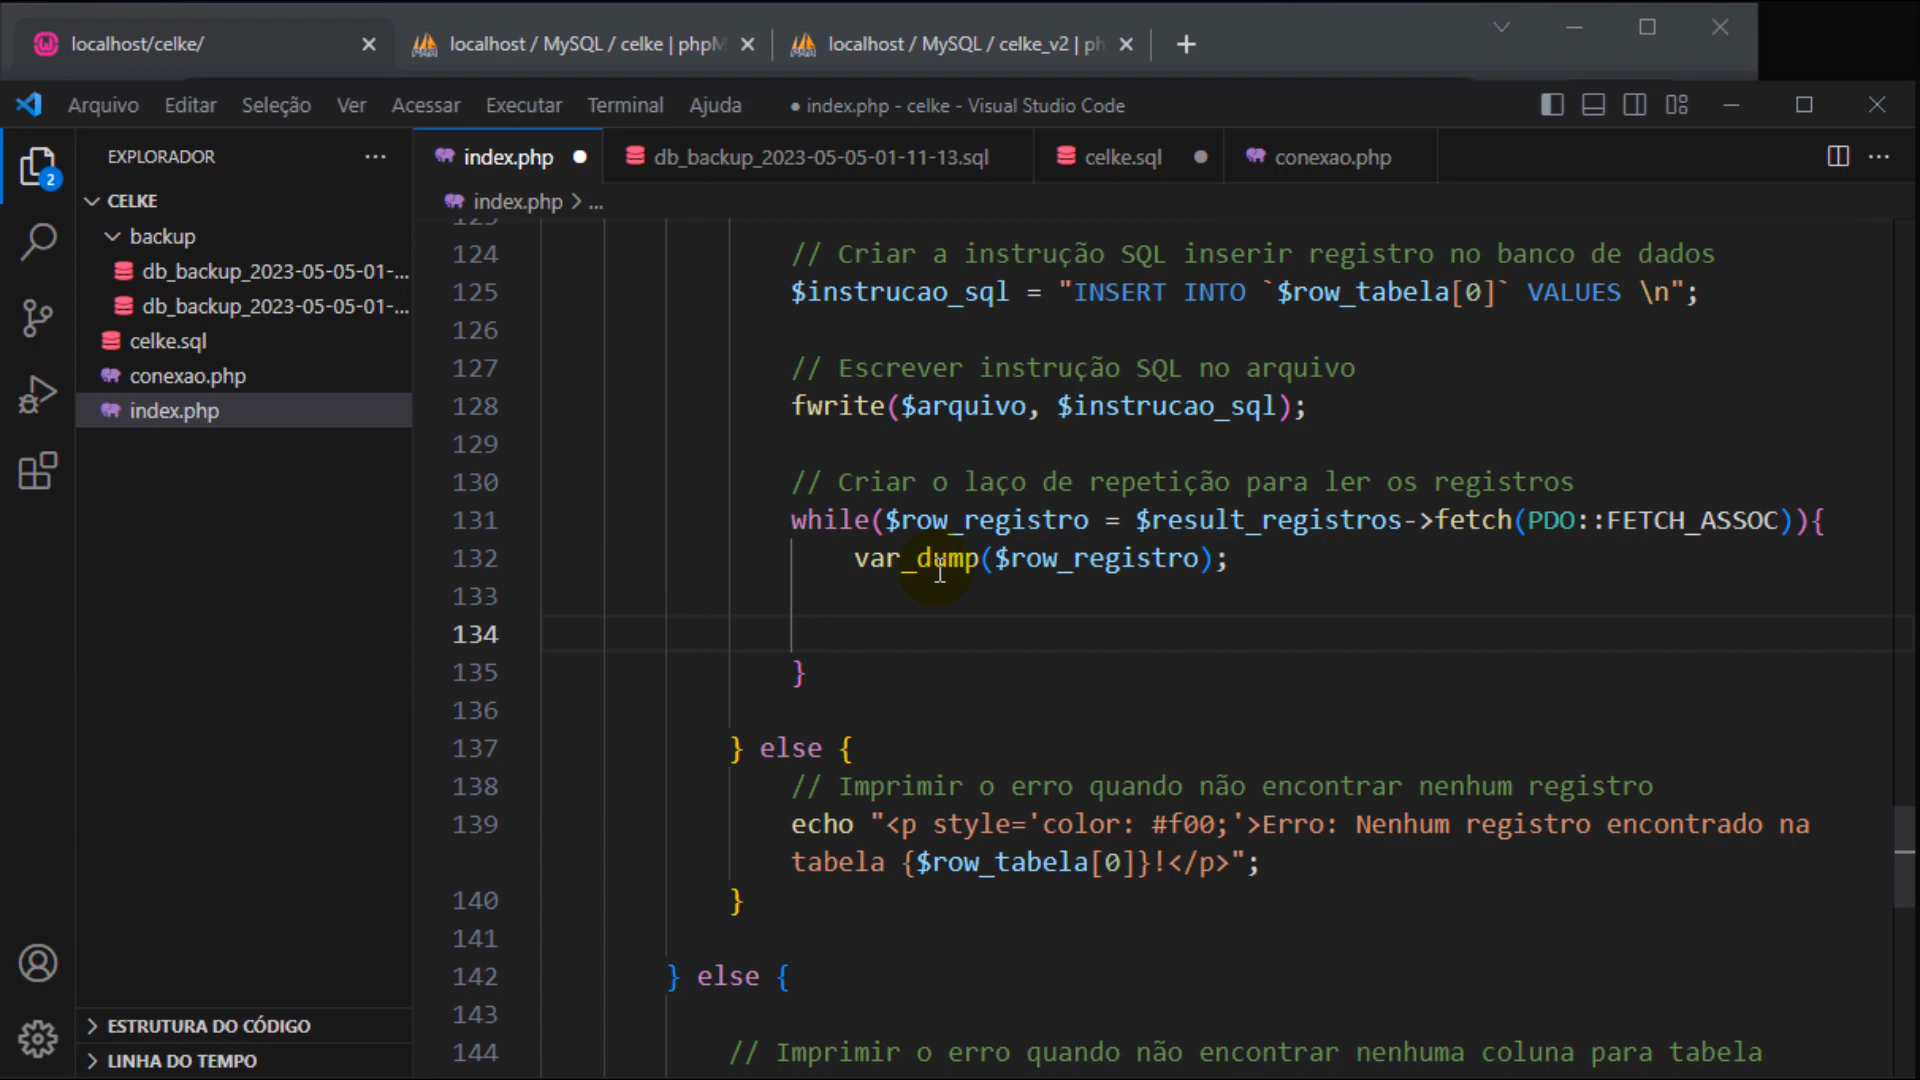 localhost/celke/
localhost / MySQL / celke | phpM
localhost / MySQL / celke_v2 | ph
Arquivo Editar Seleção Ver Acessar Executar Terminal Ajuda
● index.php - celke - Visual Studio Code
EXPLORADOR ...
2
CELKE
backup
db_backup_2023-05-05-01-...
db_backup_2023-05-05-01-...
celke.sql
conexao.php
index.php
ESTRUTURA DO CÓDIGO
LINHA DO TEMPO
index.php ● db_backup_2023-05-05-01-11-13.sql celke.sql ● conexao.php
index.php > ...
124 // Criar a instrução SQL inserir registro no banco de dados
125 $instrucao_sql = "INSERT INTO `$row_tabela[0]` VALUES \n";
126
127 // Escrever instrução SQL no arquivo
128 fwrite($arquivo, $instrucao_sql);
129
130 // Criar o laço de repetição para ler os registros
131 while($row_registro = $result_registros->fetch(PDO::FETCH_ASSOC)){
132 var_dump($row_registro);
133
134
135 }
136
137 } else {
138 // Imprimir o erro quando não encontrar nenhum registro
139 echo "<p style='color: #f00;'>Erro: Nenhum registro encontrado na
tabela {$row_tabela[0]}!</p>";
140 }
141
142 } else {
143
144 // Imprimir o erro quando não encontrar nenhuma coluna para tabela